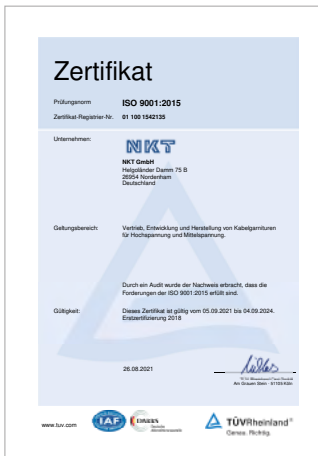 Zertifikat
Prüfungsnorm ISO 9001:2015
Zertifikat-Registrier-Nr. 01 100 1542135
Unternehmen:
NKT
NKT GmbH
Helgoländer Damm 75 B
26954 Nordenham
Deutschland
Geltungsbereich: Vertrieb, Entwicklung und Herstellung von Kabelgarnituren
für Hochspannung und Mittelspannung.
Durch ein Audit wurde der Nachweis erbracht, dass die
Forderungen der ISO 9001:2015 erfüllt sind.
Gültigkeit: Dieses Zertifikat ist gültig vom 05.09.2021 bis 04.09.2024.
Erstzertifizierung 2018
26.08.2021
Am Grauen Stein · 51105 Köln
www.tuv.com
IAF
DAkkS
TÜVRheinland®
Genau. Richtig.